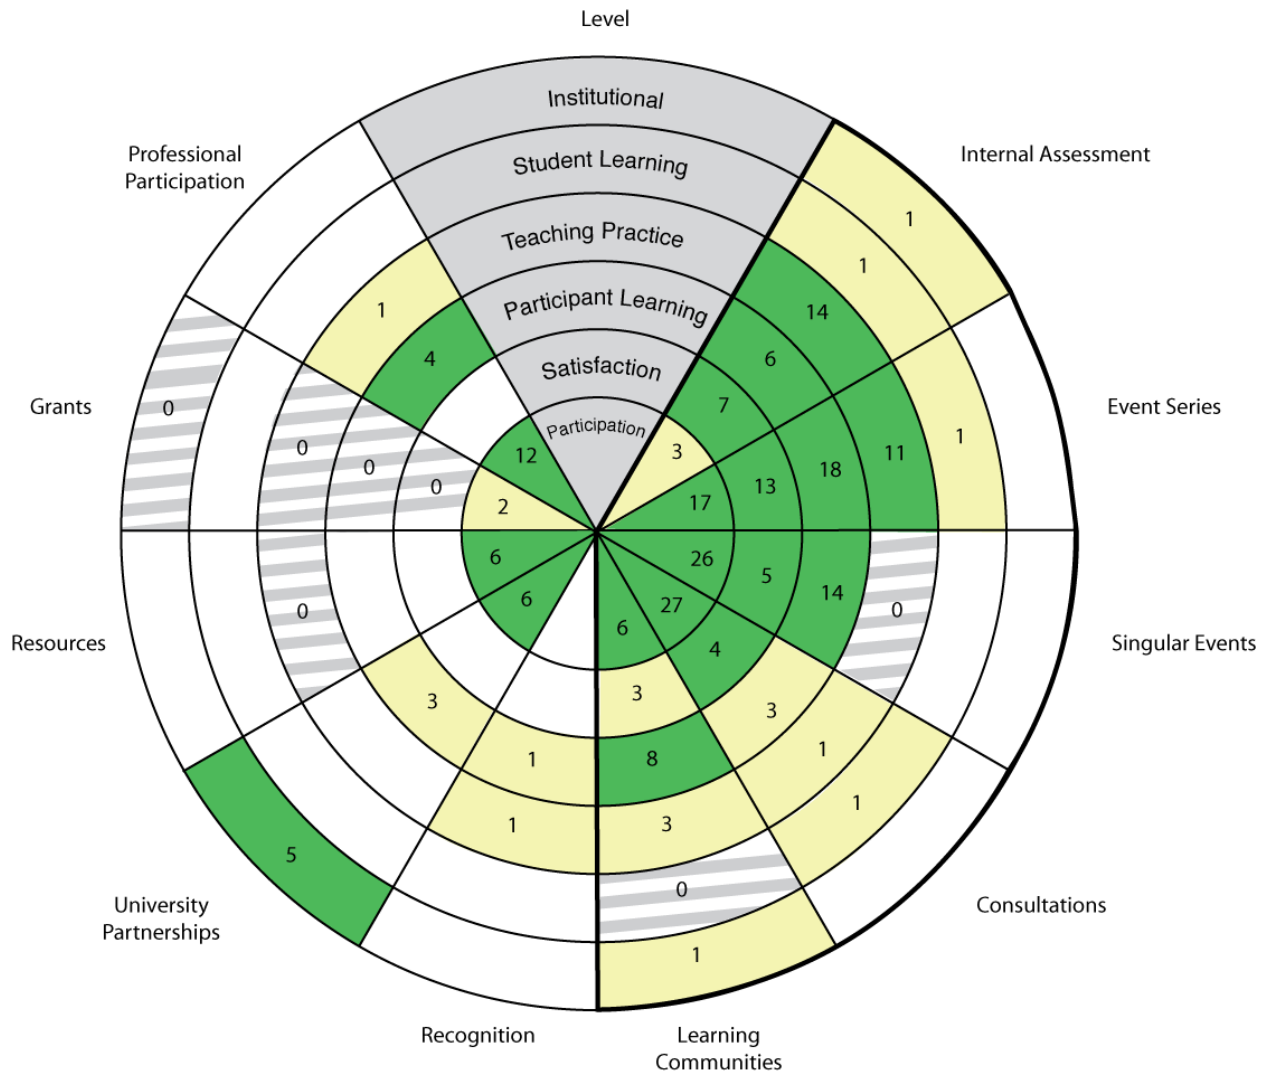 Level
Institutional
Student Learning
Teaching Practice
Participant Learning
Satisfaction
Participation
Internal Assessment
1
1
14
6
7
3
Event Series
1
11
18
13
17
Singular Events
0
14
5
26
Consultations
1
1
3
4
27
Learning
Communities
1
0
3
8
3
6
Recognition
1
1
University
Partnerships
5
3
6
Resources
0
6
Grants
0
0
0
0
2
Professional
Participation
1
4
12